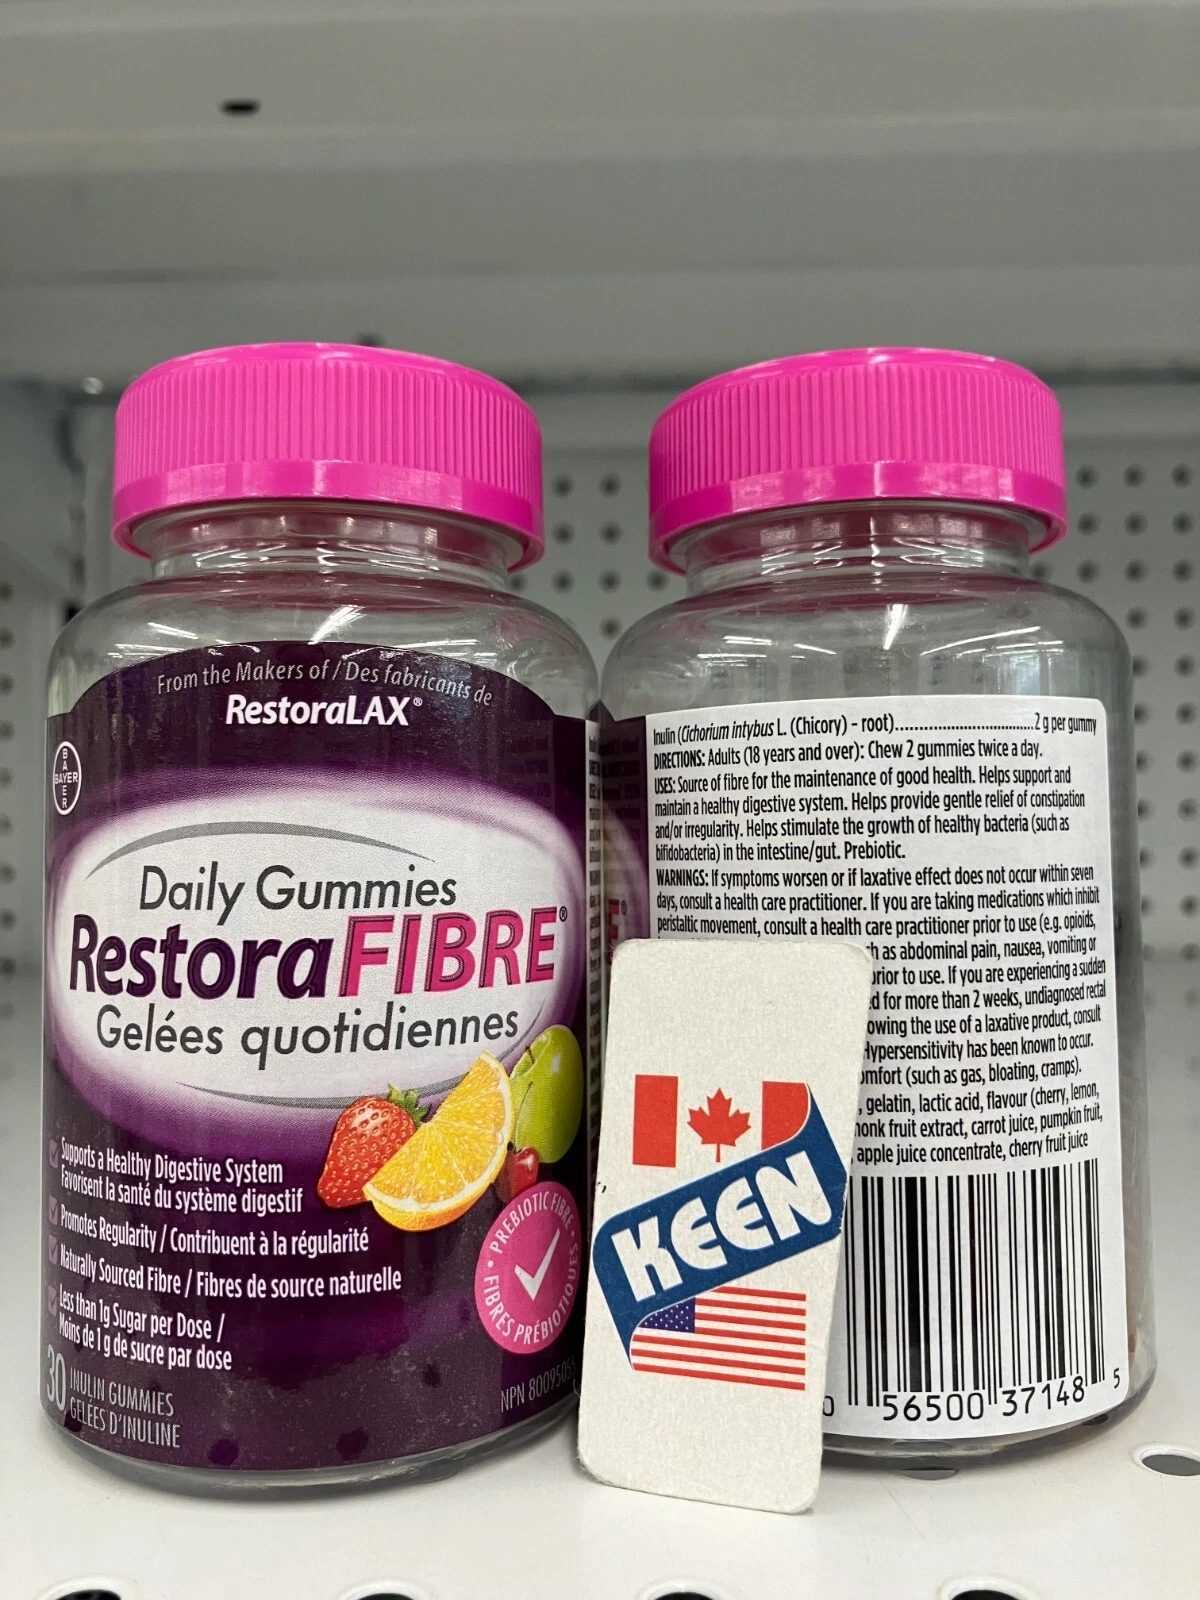 From the Makers of / Des fabricants de
RestoraLAX®
BAYER
BAYER
Daily Gummies
RestoraFIBRE®
Gelées quotidiennes
Supports a Healthy Digestive System
Favorisent la santé du système digestif
Promotes Regularity / Contribuent à la régularité
Naturally Sourced Fibre / Fibres de source naturelle
Less than 1g Sugar per Dose /
Moins de 1 g de sucre par dose
30 INULIN GUMMIES
GELÉES D'INULINE
• PREBIOTIC FIBRE •
FIBRES PRÉBIOTIQUES
NPN 80095055
Inulin (Cichorium intybus L. (Chicory) - root)....................................2 g per gummy
DIRECTIONS: Adults (18 years and over): Chew 2 gummies twice a day.
USES: Source of fibre for the maintenance of good health. Helps support and
maintain a healthy digestive system. Helps provide gentle relief of constipation
and/or irregularity. Helps stimulate the growth of healthy bacteria (such as
bifidobacteria) in the intestine/gut. Prebiotic.
WARNINGS: If symptoms worsen or if laxative effect does not occur within seven
days, consult a health care practitioner. If you are taking medications which inhibit
peristaltic movement, consult a health care practitioner prior to use (e.g. opioids,
as abdominal pain, nausea, vomiting or
prior to use. If you are experiencing a sudden
for more than 2 weeks, undiagnosed rectal
the use of a laxative product, consult
Hypersensitivity has been known to occur.
(such as gas, bloating, cramps).
, gelatin, lactic acid, flavour (cherry, lemon,
fruit extract, carrot juice, pumpkin fruit,
apple juice concentrate, cherry fruit juice
0 56500 37148 5
KEEN